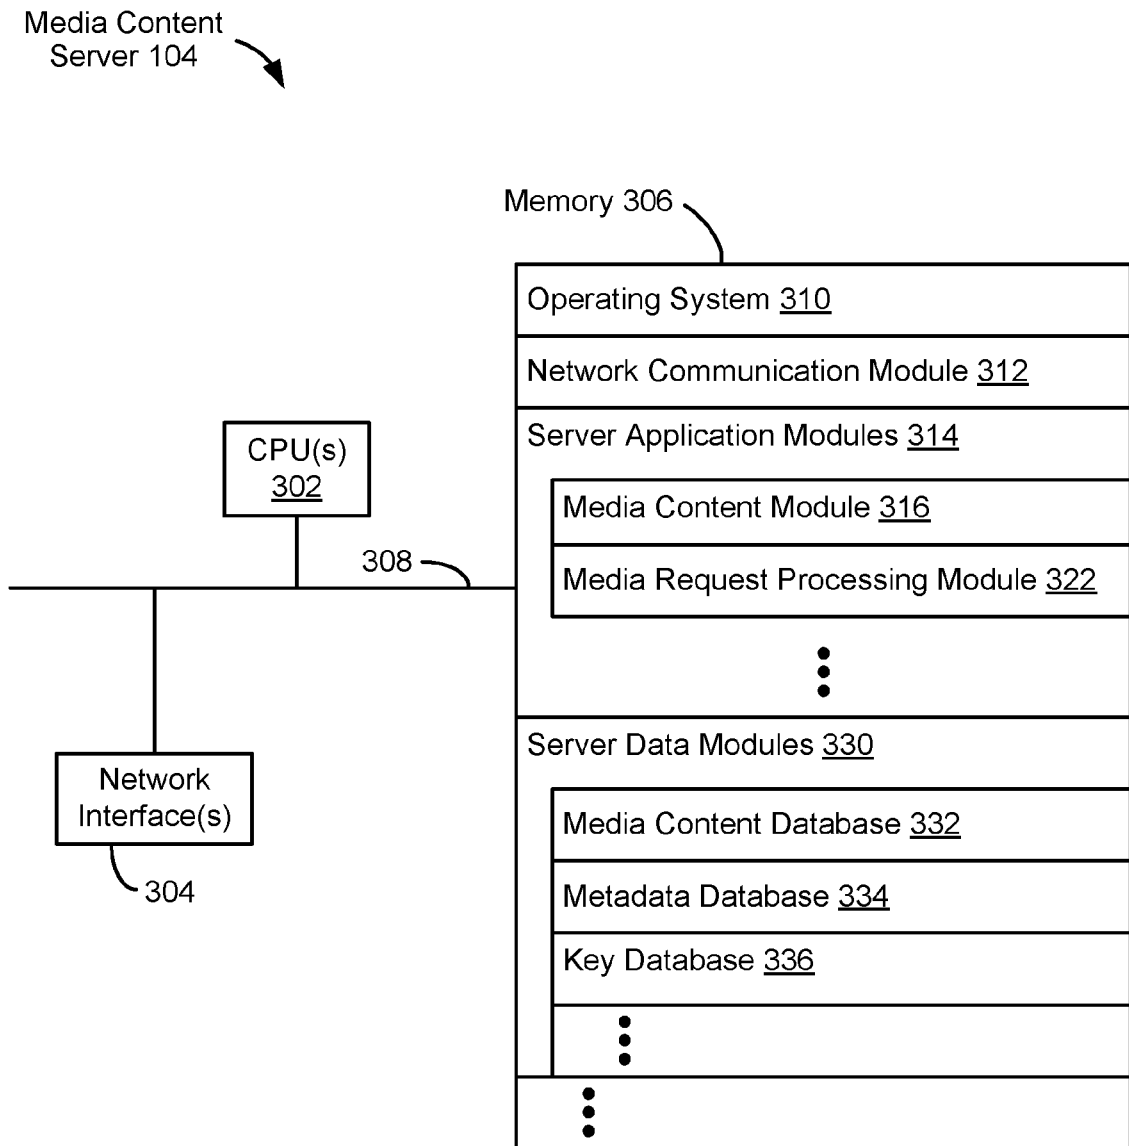 Media Content
Server 104
Memory 306
Operating System 310
Network Communication Module 312
Server Application Modules 314
Media Content Module 316
Media Request Processing Module 322
CPU(s)
302
308
Server Data Modules 330
Media Content Database 332
Metadata Database 334
Key Database 336
Network
Interface(s)
304